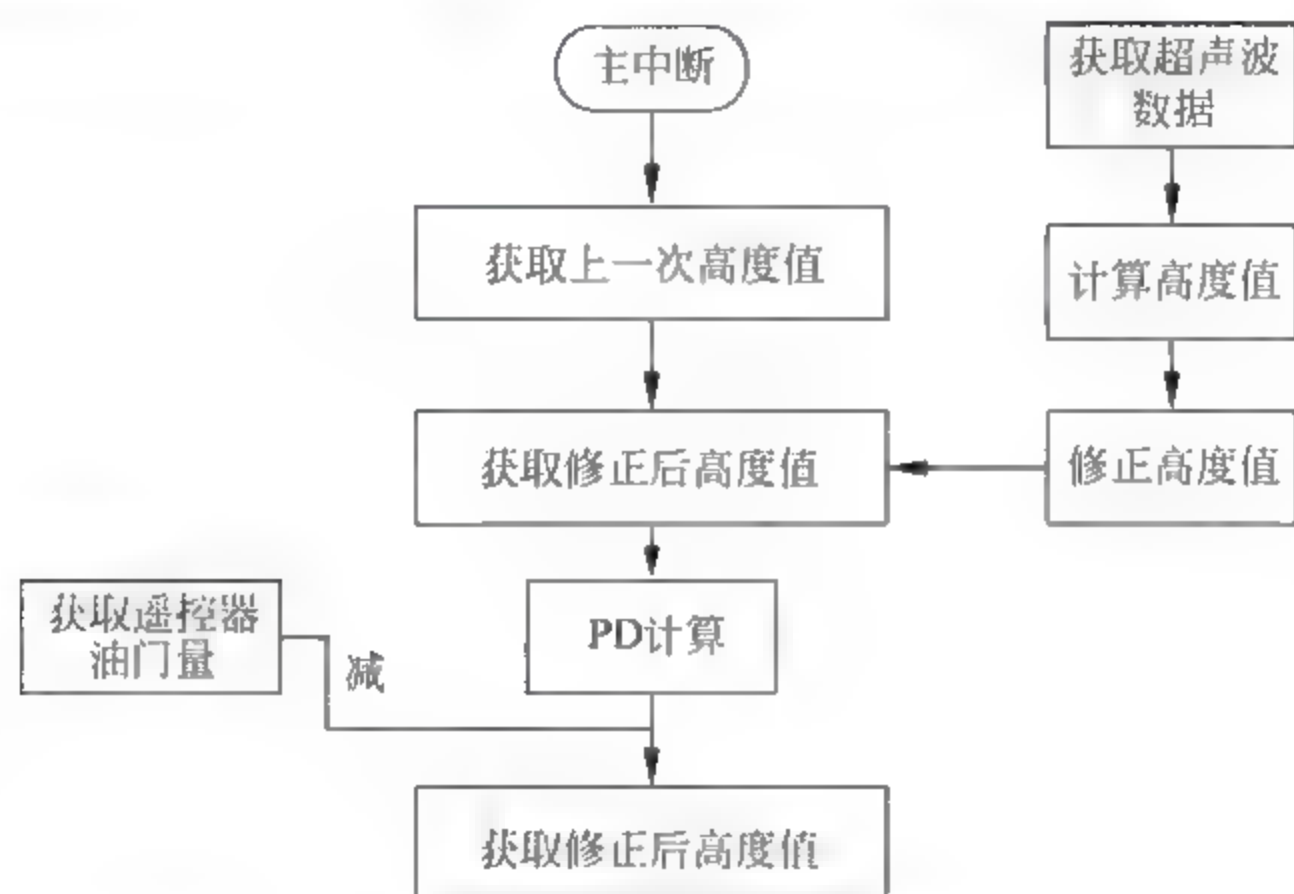 主中断
获取超声波
数据
获取上一次高度值
计算高度值
获取修正后高度值
修正高度值
获取遥控器
油门量
减
PD计算
获取修正后高度值